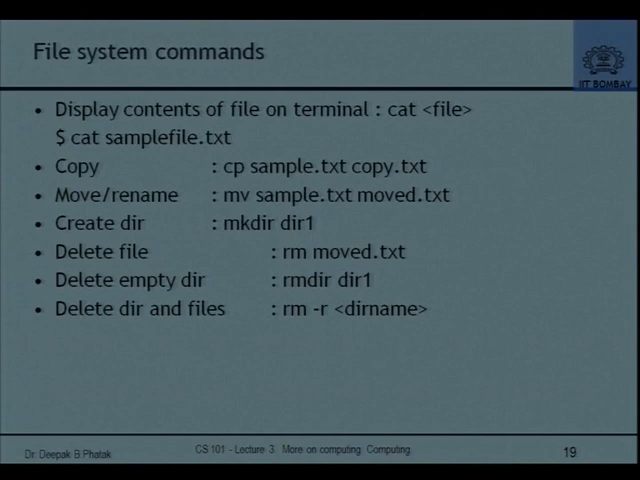 File system commands
IIT BOMBAY
• Display contents of file on terminal : cat <file>
$ cat samplefile.txt
• Copy : cp sample.txt copy.txt
• Move/rename : mv sample.txt moved.txt
• Create dir : mkdir dir1
• Delete file : rm moved.txt
• Delete empty dir : rmdir dir1
• Delete dir and files : rm -r <dirname>
Dr. Deepak B Phatak
CS 101 - Lecture 3. More on computing Computing
19